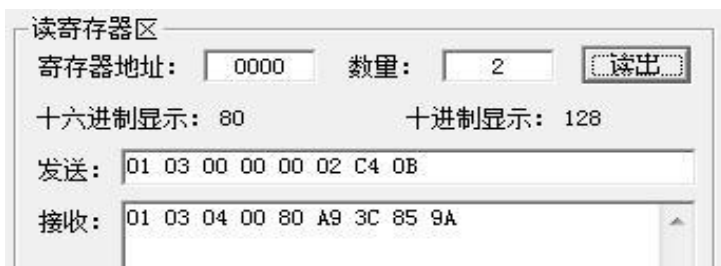 读寄存器区
寄存器地址： 0000 数量： 2 读出
十六进制显示：80 十进制显示：128
发送： 01 03 00 00 00 02 C4 0B
接收： 01 03 04 00 80 A9 3C 85 9A